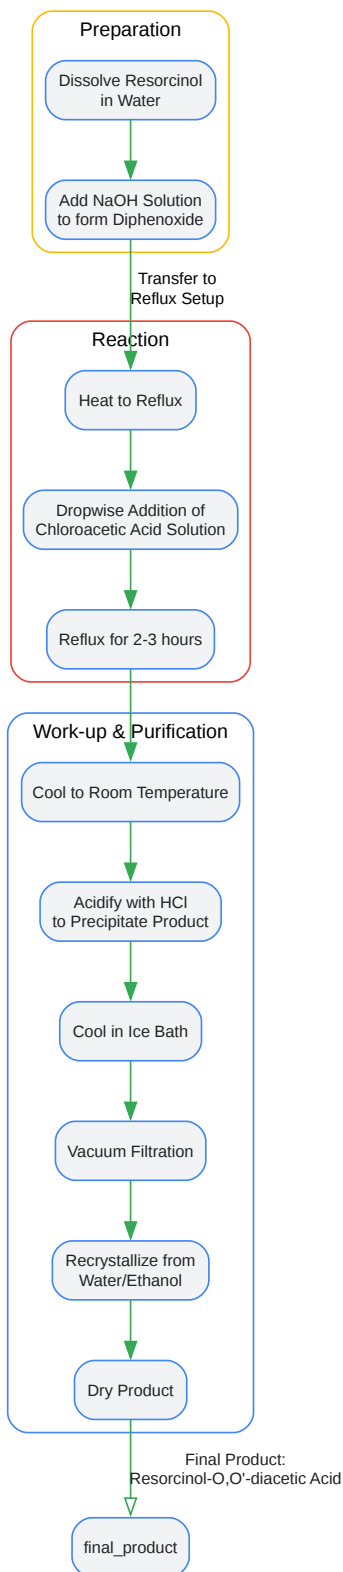 Preparation
Dissolve Resorcinol
in Water
Add NaOH Solution
to form Diphenoxide
Transfer to
Reflux Setup
Reaction
Heat to Reflux
Dropwise Addition of
Chloroacetic Acid Solution
Reflux for 2-3 hours
Work-up & Purification
Cool to Room Temperature
Acidify with HCl
to Precipitate Product
Cool in Ice Bath
Vacuum Filtration
Recrystallize from
Water/Ethanol
Dry Product
Final Product:
Resorcinol-O,O'-diacetic Acid
final_product